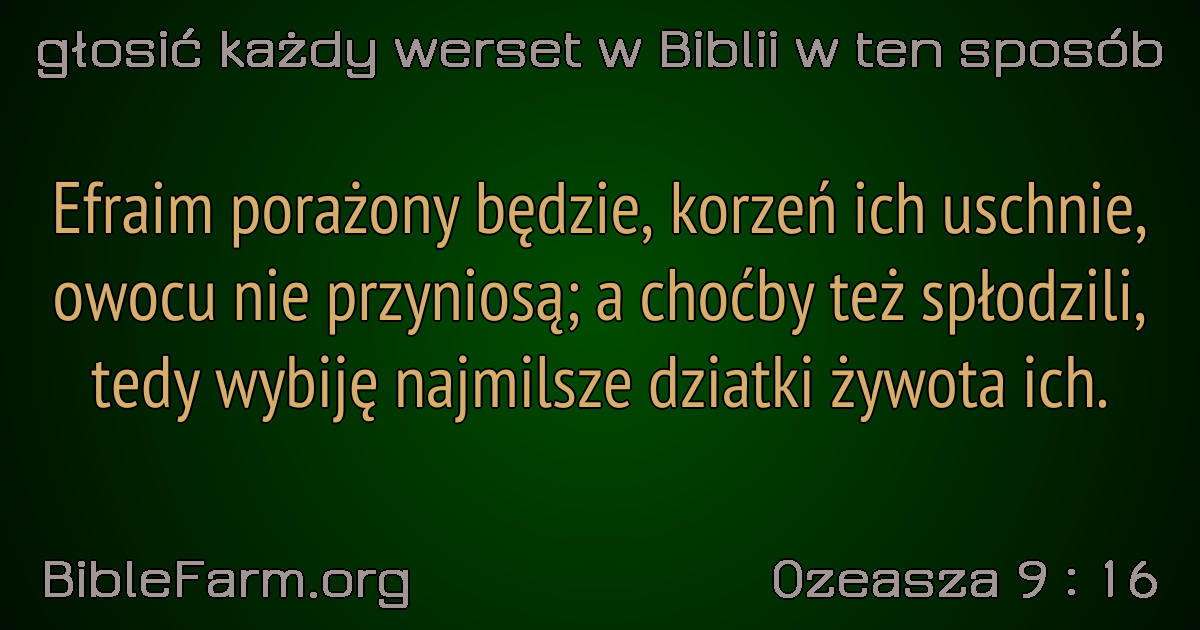 głosić każdy werset w Biblii w ten sposób
Efraim porażony będzie, korzeń ich uschnie,
owocu nie przyniosą; a choćby też spłodzili,
tedy wybiję najmilsze dziatki żywota ich.
BibleFarm.org
Ozeasza 9 : 16